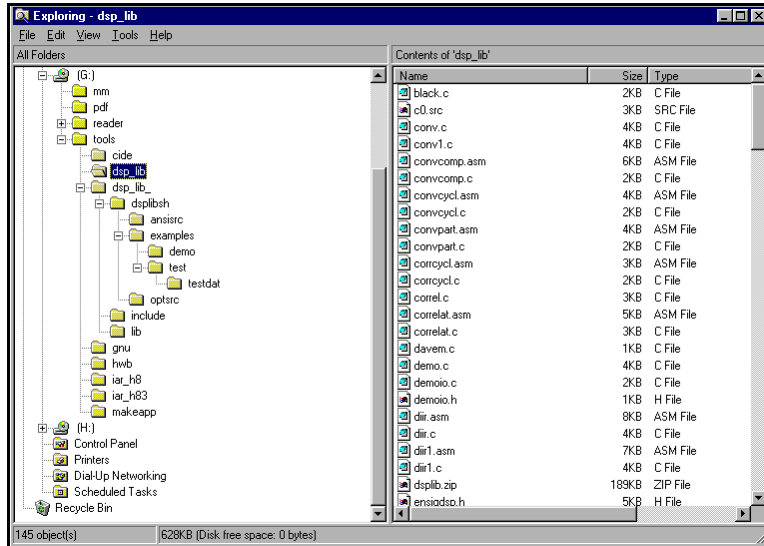 Exploring - dsp_lib
File Edit View Tools Help
All Folders
Contents of 'dsp_lib'
(G:)
mm
pdf
reader
tools
cide
dsp_lib
dsp_lib_
dsplibsh
ansisrc
examples
demo
test
testdat
optsrc
include
lib
gnu
hwb
iar_h8
iar_h83
makeapp
(H:)
Control Panel
Printers
Dial-Up Networking
Scheduled Tasks
Recycle Bin
Name Size Type
black.c 2KB C File
c0.src 3KB SRC File
conv.c 4KB C File
conv1.c 4KB C File
convcomp.asm 6KB ASM File
convcomp.c 2KB C File
convcycl.asm 4KB ASM File
convcycl.c 2KB C File
convpart.asm 4KB ASM File
convpart.c 2KB C File
corrcycl.asm 3KB ASM File
corrcycl.c 2KB C File
correl.c 3KB C File
correlat.asm 5KB ASM File
correlat.c 3KB C File
davem.c 1KB C File
demo.c 4KB C File
demoio.c 2KB C File
demoio.h 1KB H File
diir.asm 8KB ASM File
diir.c 4KB C File
diir1.asm 7KB ASM File
diir1.c 4KB C File
dsplib.zip 189KB ZIP File
ensigdsp.h 5KB H File
145 object(s) 628KB (Disk free space: 0 bytes)